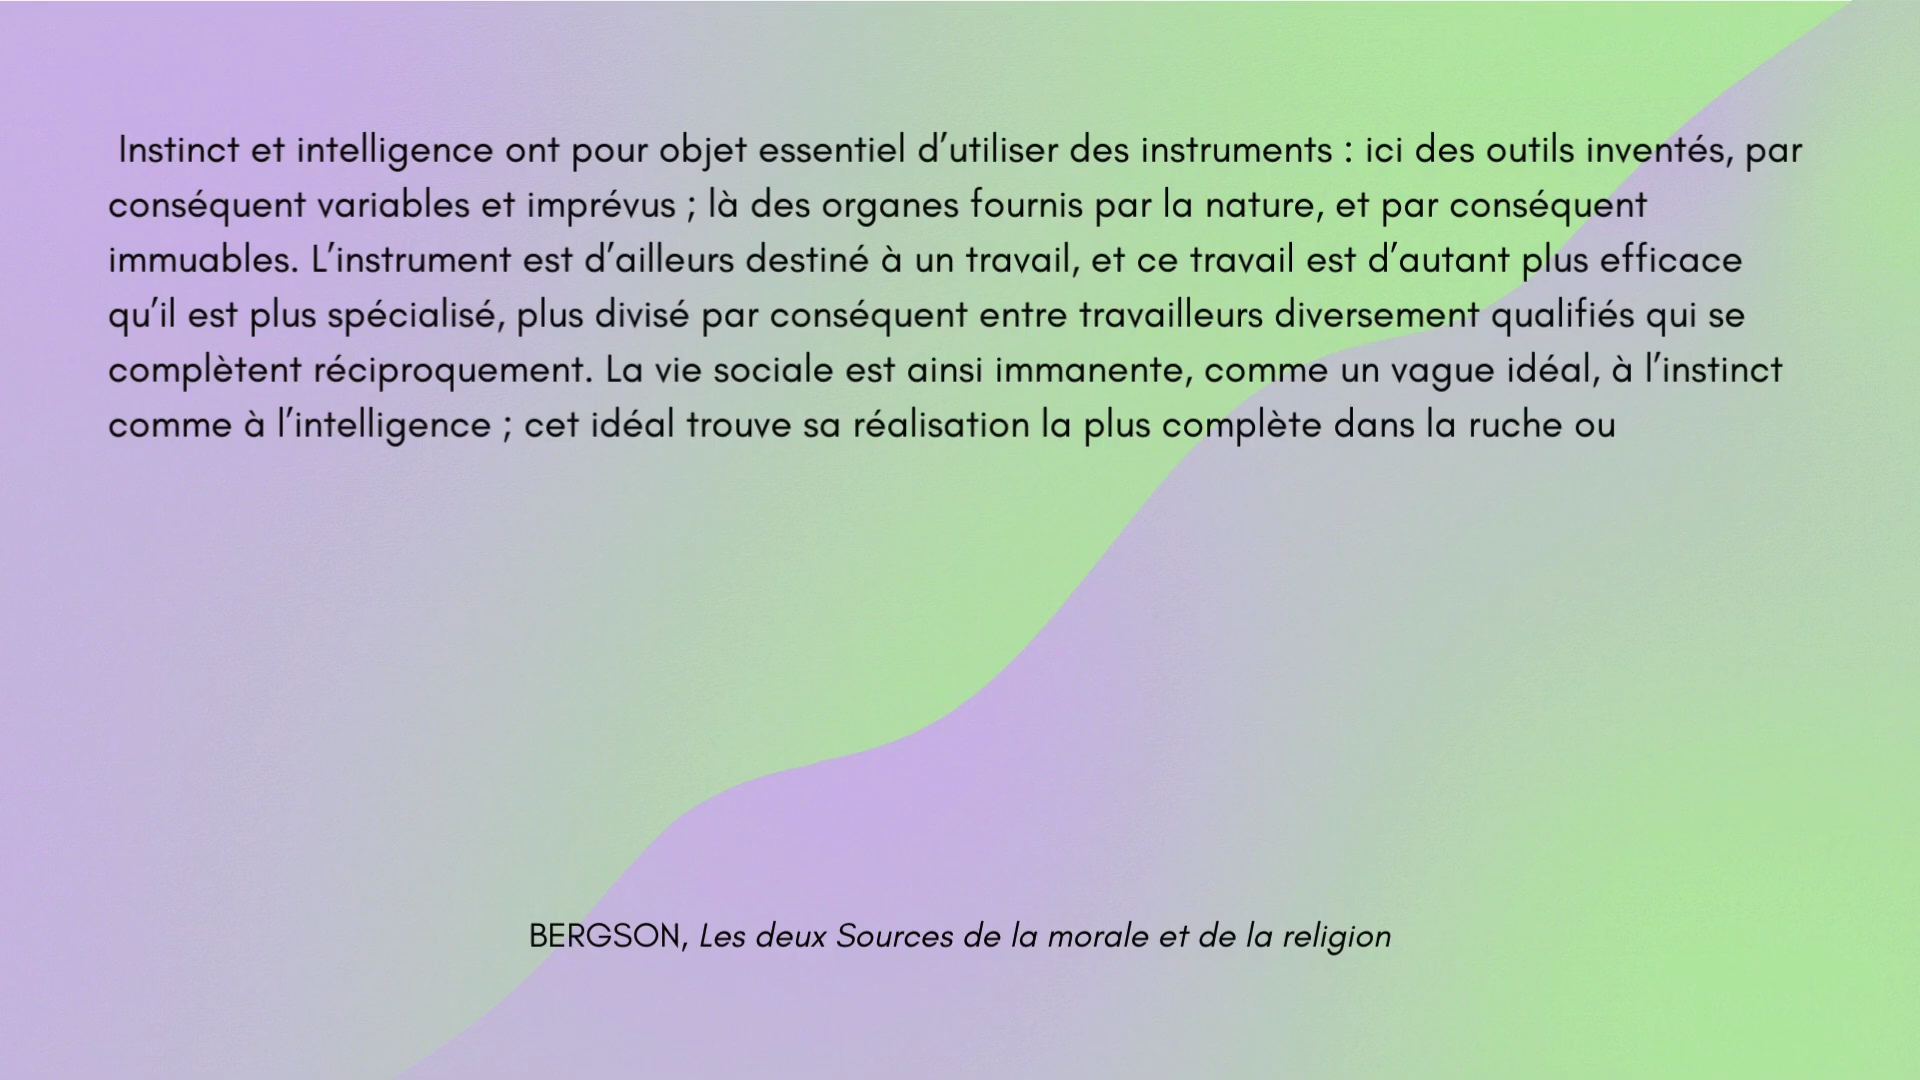 Instinct et intelligence ont pour objet essentiel d’utiliser des instruments : ici des outils inventés, par
conséquent variables et imprévus ; là des organes fournis par la nature, et par conséquent
immuables. L’instrument est d’ailleurs destiné à un travail, et ce travail est d’autant plus efficace
qu’il est plus spécialisé, plus divisé par conséquent entre travailleurs diversement qualifiés qui se
complètent réciproquement. La vie sociale est ainsi immanente, comme un vague idéal, à l’instinct
comme à l’intelligence ; cet idéal trouve sa réalisation la plus complète dans la ruche ou
BERGSON, Les deux Sources de la morale et de la religion